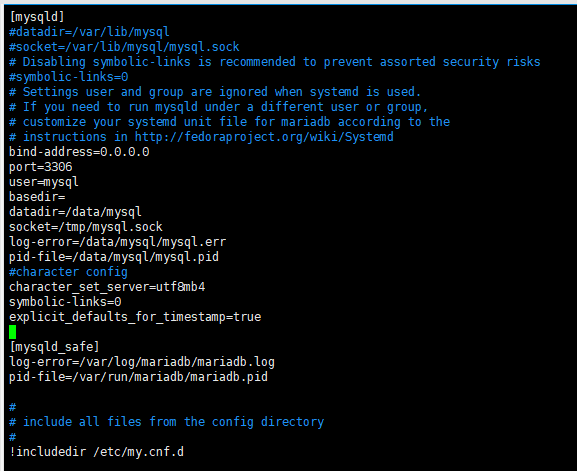 [mysqld]
#datadir=/var/lib/mysql
#socket=/var/lib/mysql/mysql.sock
# Disabling symbolic-links is recommended to prevent assorted security risks
#symbolic-links=0
# Settings user and group are ignored when systemd is used.
# If you need to run mysqld under a different user or group,
# customize your systemd unit file for mariadb according to the
# instructions in http://fedoraproject.org/wiki/Systemd
bind-address=0.0.0.0
port=3306
user=mysql
basedir=
datadir=/data/mysql
socket=/tmp/mysql.sock
log-error=/data/mysql/mysql.err
pid-file=/data/mysql/mysql.pid
#character config
character_set_server=utf8mb4
symbolic-links=0
explicit_defaults_for_timestamp=true
[mysqld_safe]
log-error=/var/log/mariadb/mariadb.log
pid-file=/var/run/mariadb/mariadb.pid
#
# include all files from the config directory
#
!includedir /etc/my.cnf.d